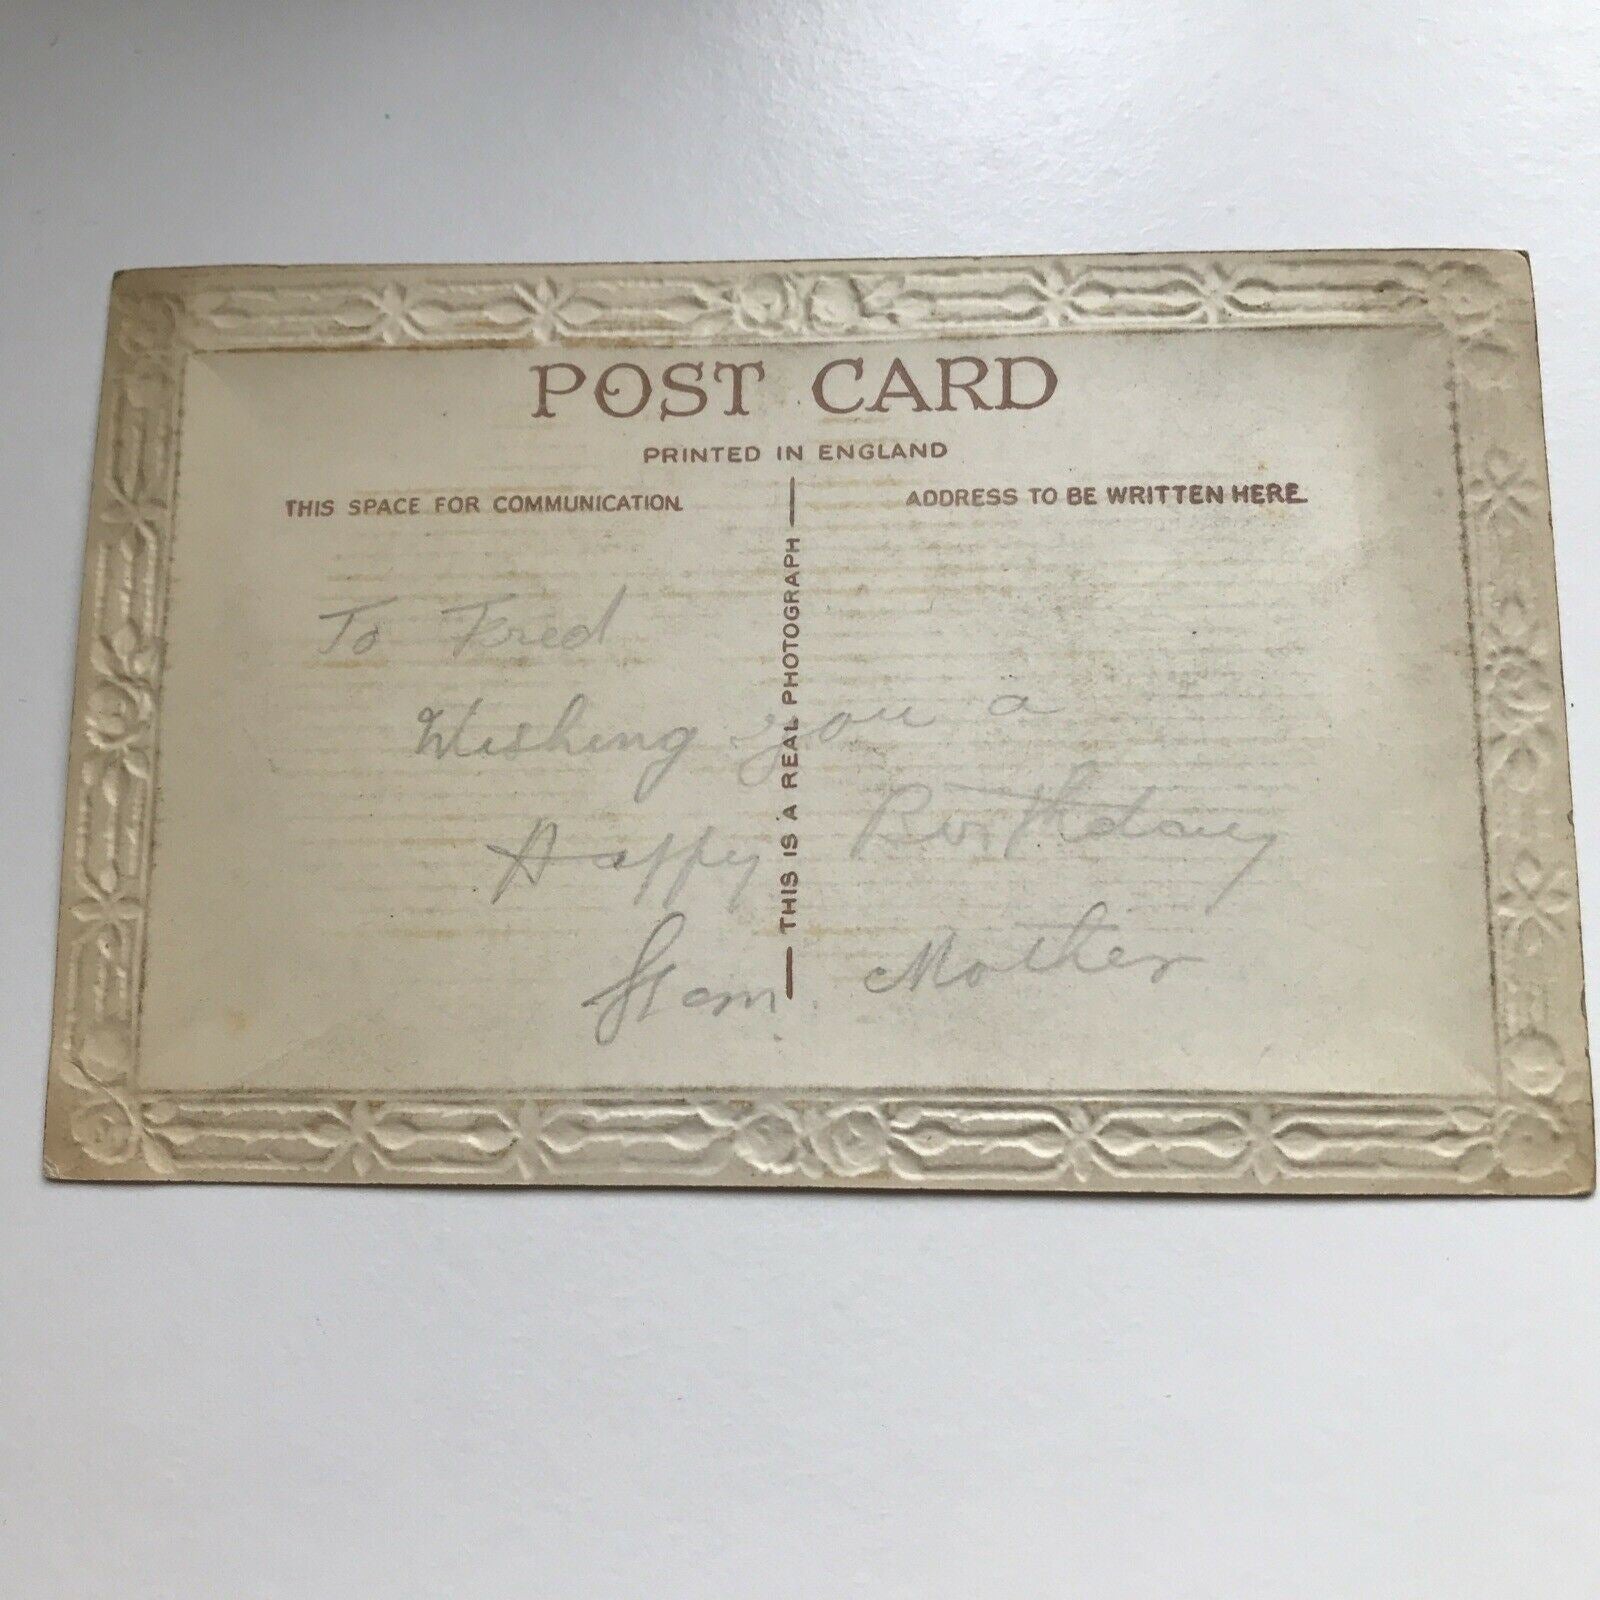 POST CARD
PRINTED IN ENGLAND
THIS SPACE FOR COMMUNICATION.
ADDRESS TO BE WRITTEN HERE.
THIS IS A REAL PHOTOGRAPH
To Fred
Wishing you a
Happy Birthday
from. Mother